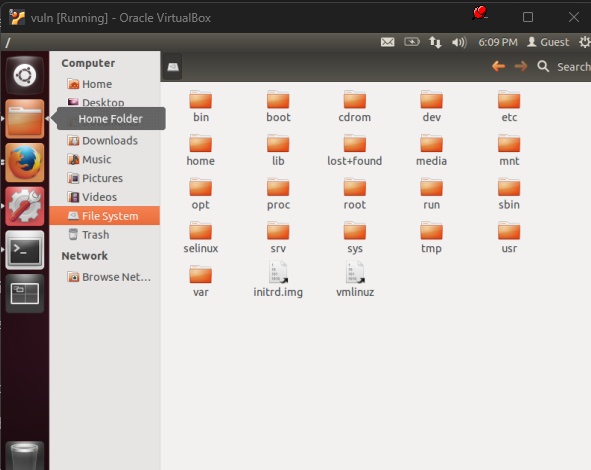 vuln [Running] - Oracle VirtualBox
/
6:09 PM Guest
Computer
Home
Desktop
Home Folder
Downloads
Music
Pictures
Videos
File System
Trash
Network
Browse Net...
Search
bin boot cdrom dev etc
home lib lost+found media mnt
opt proc root run sbin
selinux srv sys tmp usr
var initrd.img vmlinuz